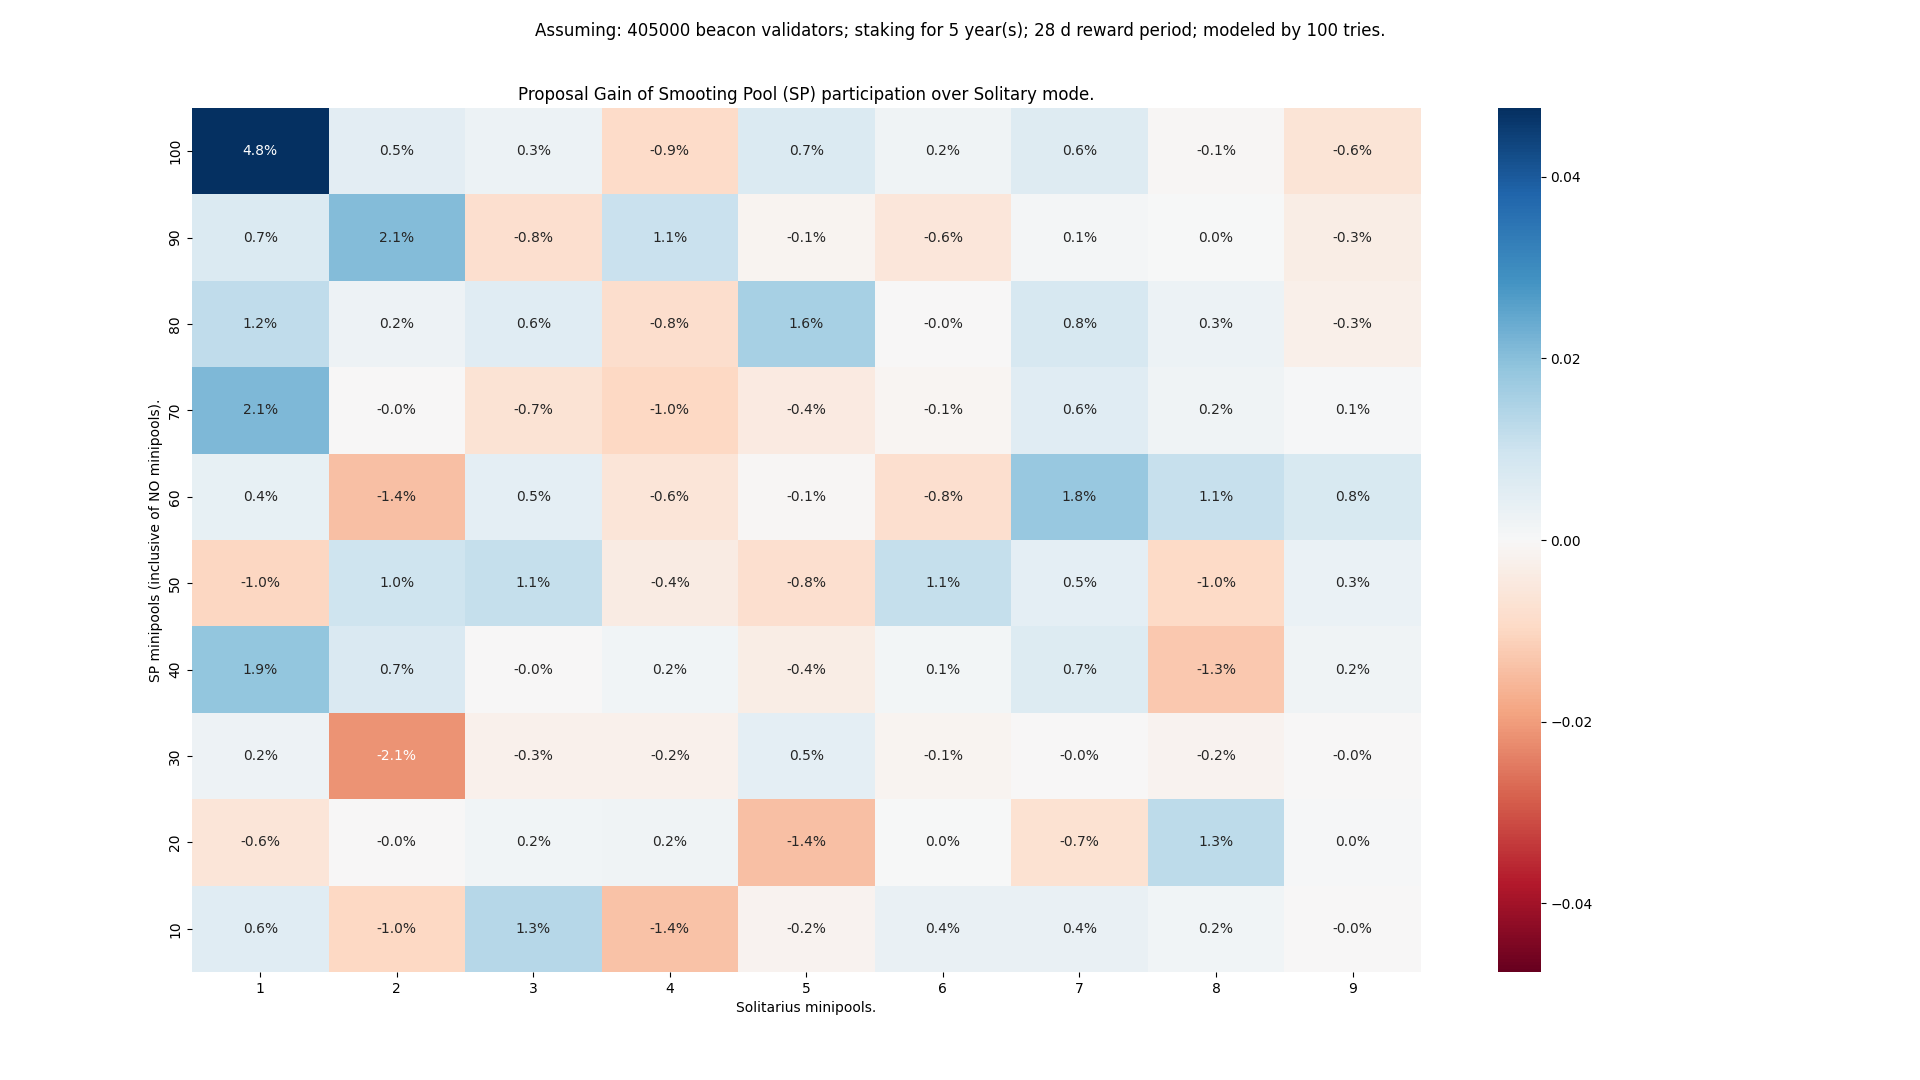 Assuming: 405000 beacon validators; staking for 5 year(s); 28 d reward period; modeled by 100 tries.
Proposal Gain of Smooting Pool (SP) participation over Solitary mode.
SP minipools (inclusive of NO minipools).
100 4.8% 0.5% 0.3% -0.9% 0.7% 0.2% 0.6% -0.1% -0.6%
90 0.7% 2.1% -0.8% 1.1% -0.1% -0.6% 0.1% 0.0% -0.3%
80 1.2% 0.2% 0.6% -0.8% 1.6% -0.0% 0.8% 0.3% -0.3%
70 2.1% -0.0% -0.7% -1.0% -0.4% -0.1% 0.6% 0.2% 0.1%
60 0.4% -1.4% 0.5% -0.6% -0.1% -0.8% 1.8% 1.1% 0.8%
50 -1.0% 1.0% 1.1% -0.4% -0.8% 1.1% 0.5% -1.0% 0.3%
40 1.9% 0.7% -0.0% 0.2% -0.4% 0.1% 0.7% -1.3% 0.2%
30 0.2% -2.1% -0.3% -0.2% 0.5% -0.1% -0.0% -0.2% -0.0%
20 -0.6% -0.0% 0.2% 0.2% -1.4% 0.0% -0.7% 1.3% 0.0%
10 0.6% -1.0% 1.3% -1.4% -0.2% 0.4% 0.4% 0.2% -0.0%
1 2 3 4 5 6 7 8 9
Solitarius minipools.
0.04
0.02
0.00
−0.02
−0.04